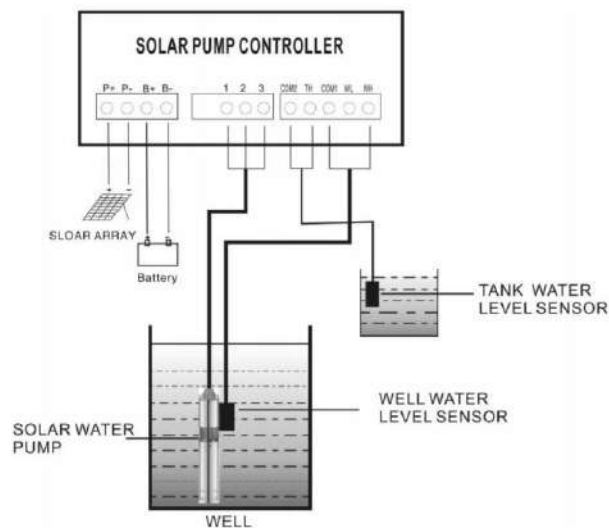 SOLAR PUMP CONTROLLER
P+ P- B+ B-
1 2 3
COM2 TH COM1 WL WH
+ -
SLOAR ARRAY
Battery
TANK WATER
LEVEL SENSOR
WELL WATER
LEVEL SENSOR
SOLAR WATER
PUMP
WELL